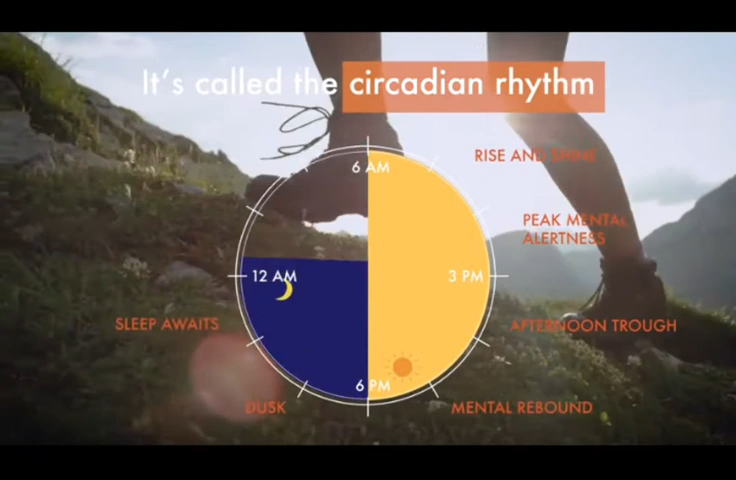 It's called the circadian rhythm
6 AM
RISE AND SHINE
PEAK MENTAL
ALERTNESS
12 AM
3 PM
SLEEP AWAITS
AFTERNOON TROUGH
6 PM
DUSK
MENTAL REBOUND